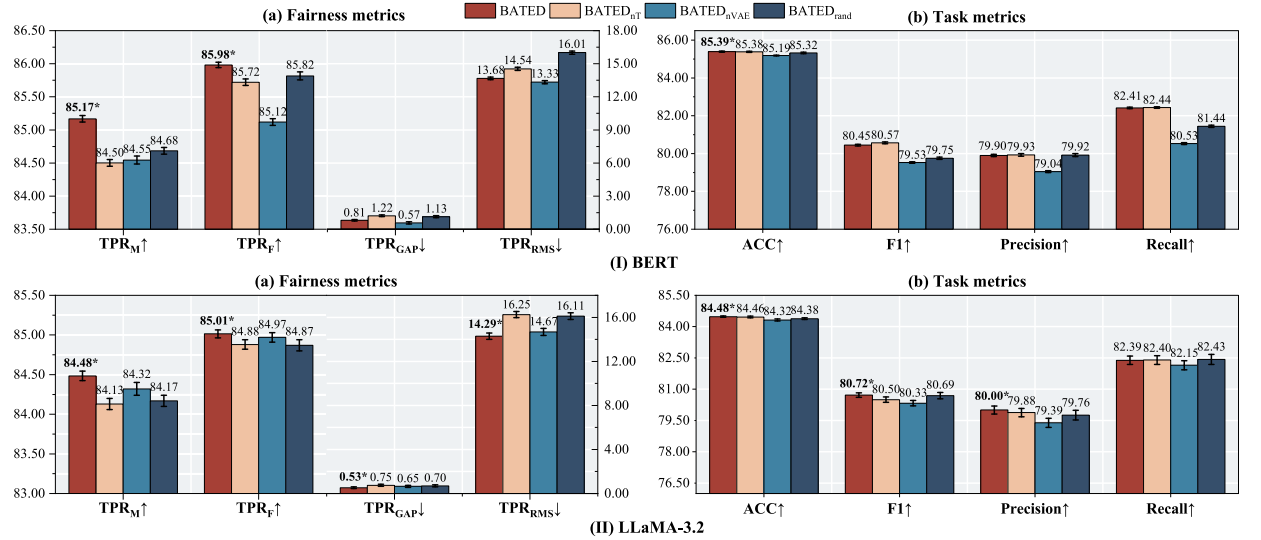 BATED BATED_nT BATED_nVAE BATED_rand
(a) Fairness metrics
86.50
86.00
85.50
85.00
84.50
84.00
83.50
18.00
15.00
12.00
9.00
6.00
3.00
0.00
85.17* 84.50 84.55 84.68
85.98* 85.72 85.12 85.82
0.81 1.22 0.57 1.13
13.68 14.54 13.33 16.01
TPR_M↑ TPR_F↑ TPR_GAP↓ TPR_RMS↓
(b) Task metrics
86.00
84.00
82.00
80.00
78.00
76.00
85.39* 85.38 85.19 85.32
80.45 80.57 79.53 79.75
79.90 79.93 79.04 79.92
82.41 82.44 80.53 81.44
ACC↑ F1↑ Precision↑ Recall↑
(I) BERT
(a) Fairness metrics
85.50
85.00
84.50
84.00
83.50
83.00
16.00
12.00
8.00
4.00
0.00
84.48* 84.13 84.32 84.17
85.01* 84.88 84.97 84.87
0.53* 0.75 0.65 0.70
14.29* 16.25 14.67 16.11
TPR_M↑ TPR_F↑ TPR_GAP↓ TPR_RMS↓
(b) Task metrics
85.50
84.00
82.50
81.00
79.50
78.00
76.50
84.48* 84.46 84.32 84.38
80.72* 80.50 80.33 80.69
80.00* 79.88 79.39 79.76
82.39 82.40 82.15 82.43
ACC↑ F1↑ Precision↑ Recall↑
(II) LLaMA-3.2